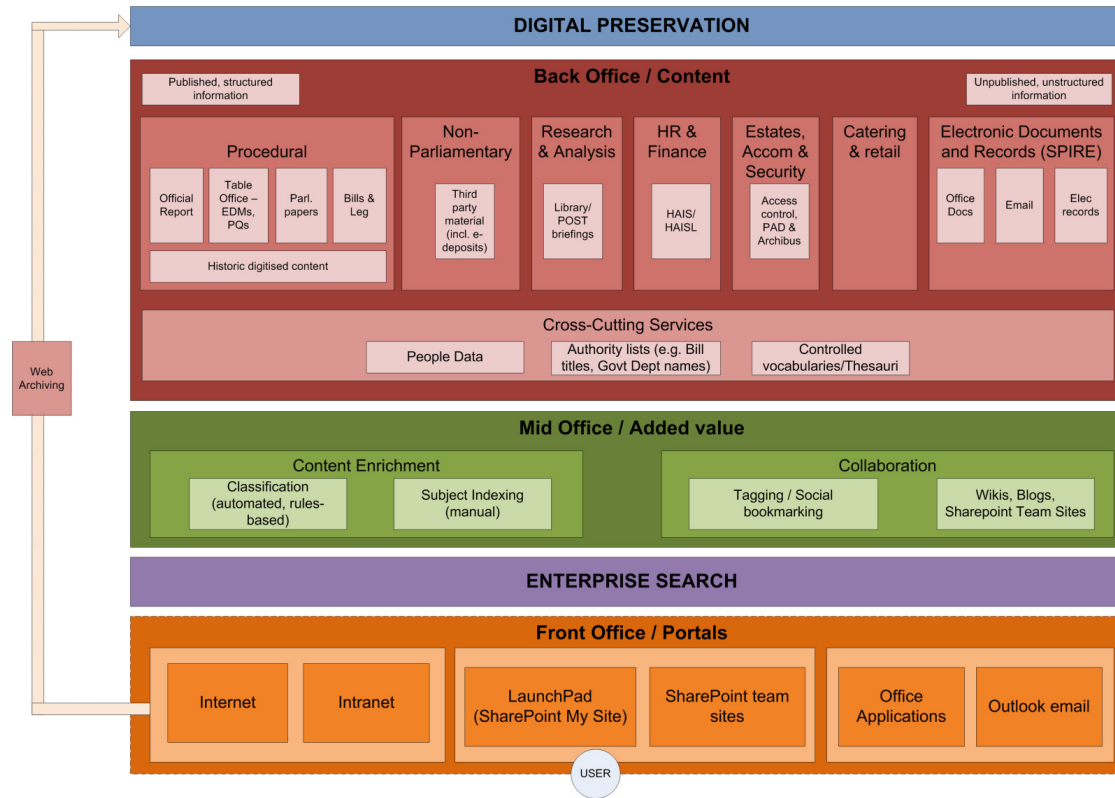 DIGITAL PRESERVATION
Back Office / Content
Published, structured
information
Unpublished, unstructured
information
Procedural
Official
Report
Table
Office –
EDMs,
PQs
Parl.
papers
Bills &
Leg
Historic digitised content
Non-
Parliamentary
Third
party
material
(incl. e-
deposits)
Research
& Analysis
Library/
POST
briefings
HR &
Finance
HAIS/
HAISL
Estates,
Accom &
Security
Access
control,
PAD &
Archibus
Catering
& retail
Electronic Documents
and Records (SPIRE)
Office
Docs
Email
Elec
records
Cross-Cutting Services
People Data
Authority lists (e.g. Bill
titles, Govt Dept names)
Controlled
vocabularies/Thesauri
Web
Archiving
Mid Office / Added value
Content Enrichment
Classification
(automated, rules-
based)
Subject Indexing
(manual)
Collaboration
Tagging / Social
bookmarking
Wikis, Blogs,
Sharepoint Team Sites
ENTERPRISE SEARCH
Front Office / Portals
Internet
Intranet
LaunchPad
(SharePoint My Site)
SharePoint team
sites
Office
Applications
Outlook email
USER